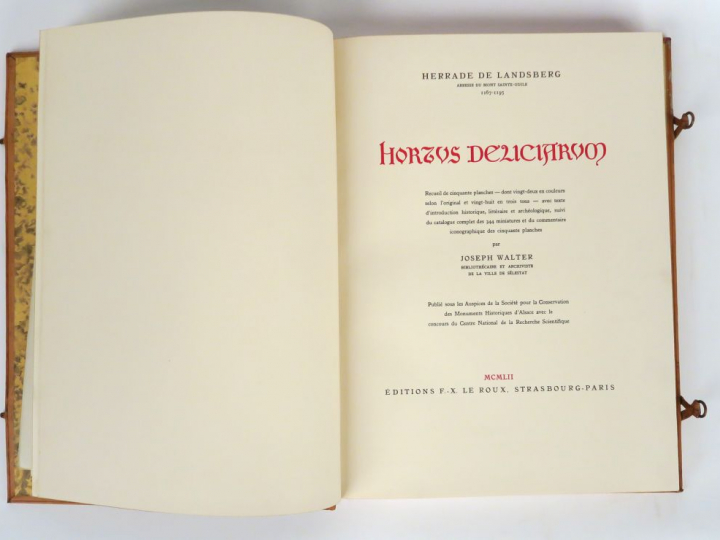 HERRADE DE LANDSBERG
ABBESSE DU MONT SAINTE-ODILE
1167-1195
HORTUS DELICIARUM
Recueil de cinquante planches — dont vingt-deux en couleurs
selon l'original et vingt-huit en trois tons — avec texte
d'introduction historique, littéraire et archéologique, suivi
du catalogue complet des 344 miniatures et du commentaire
iconographique des cinquante planches
par
JOSEPH WALTER
BIBLIOTHÉCAIRE ET ARCHIVISTE
DE LA VILLE DE SÉLESTAT
Publié sous les Auspices de la Société pour la Conservation
des Monuments Historiques d'Alsace avec le
concours du Centre National de la Recherche Scientifique
MCMLII
ÉDITIONS F.-X. LE ROUX, STRASBOURG-PARIS